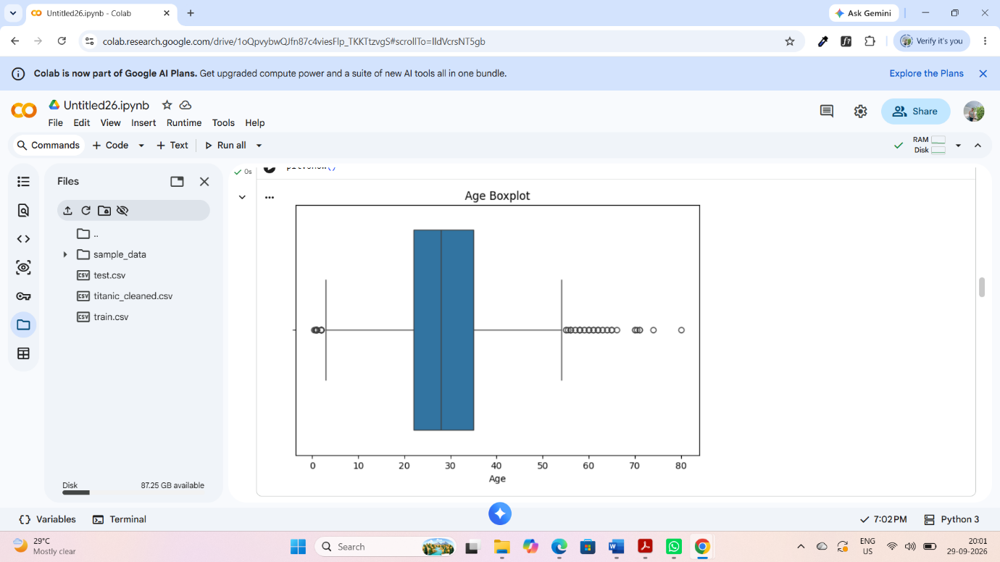 Untitled26.ipynb - Colab
Ask Gemini
colab.research.google.com/drive/1oQpvybwQJfn87c4viesFlp_TKKTtzvgS#scrollTo=IldVcrsNT5gb
Verify it's you
Colab is now part of Google AI Plans. Get upgraded compute power and a suite of new AI tools all in one bundle.
Explore the Plans
Untitled26.ipynb
File Edit View Insert Runtime Tools Help
Share
Commands + Code + Text Run all
RAM
Disk
Files
0s
..
sample_data
test.csv
titanic_cleaned.csv
train.csv
Disk 87.25 GB available
Age Boxplot
0 10 20 30 40 50 60 70 80
Age
Variables Terminal
7:02 PM Python 3
29°C
Mostly clear
Search
ENG
US
20:01
29-09-2026